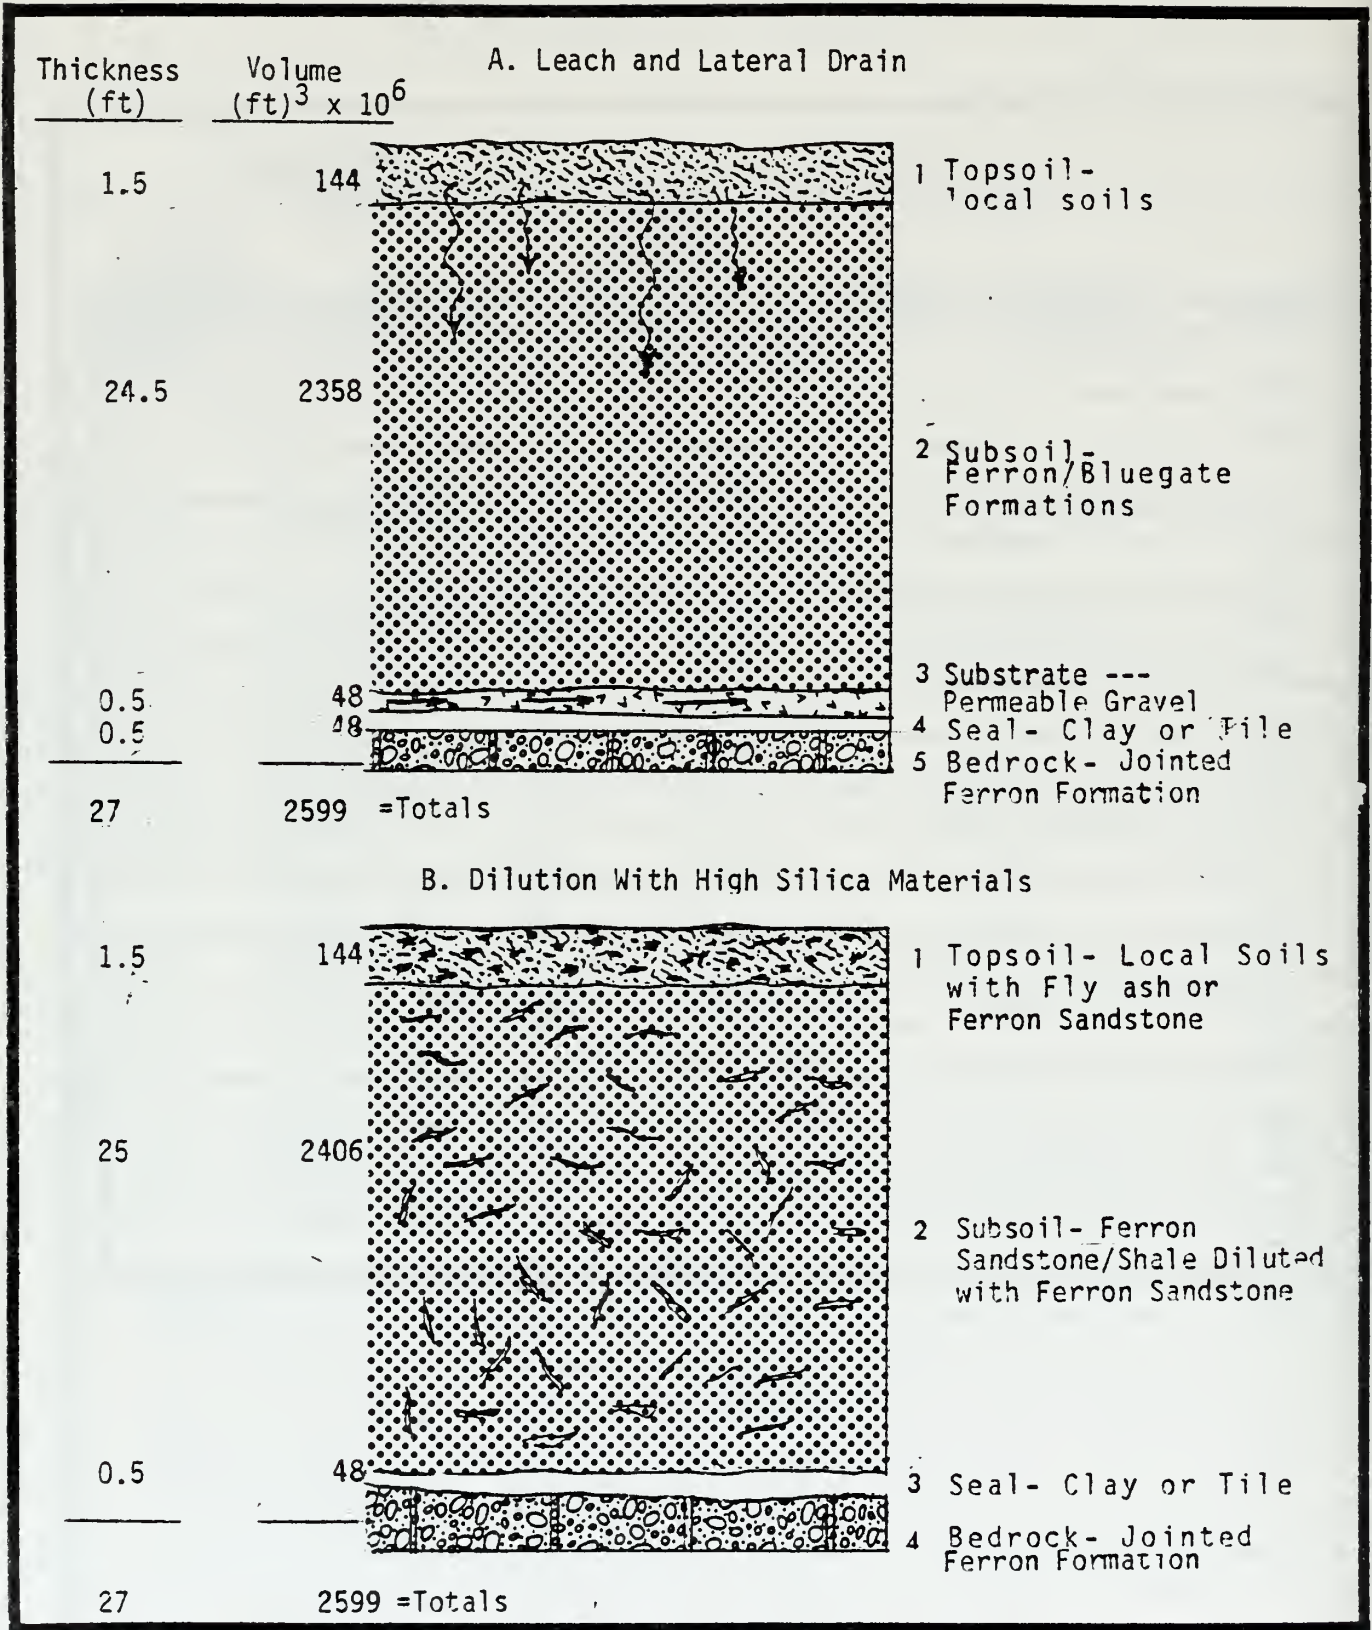 A. Leach and Lateral Drain
Thickness
(ft)
Volume
(ft)3 x 10^6
1.5
144
1 Topsoil-
local soils
24.5
2358
2 Subsoil-
Ferron/Bluegate
Formations
0.5
48
3 Substrate ---
Permeable Gravel
0.5
48
4 Seal- Clay or Tile
5 Bedrock- Jointed
Ferron Formation
27
2599 =Totals
B. Dilution With High Silica Materials
1.5
144
1 Topsoil- Local Soils
with Fly ash or
Ferron Sandstone
25
2406
2 Subsoil- Ferron
Sandstone/Shale Diluted
with Ferron Sandstone
0.5
48
3 Seal- Clay or Tile
4 Bedrock- Jointed
Ferron Formation
27
2599 =Totals